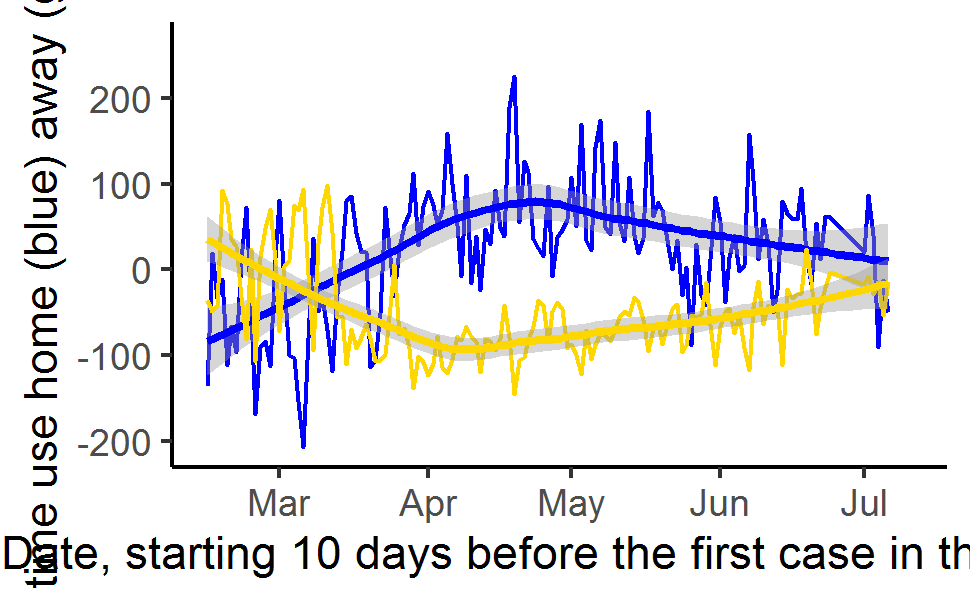 time use home (blue) away (
200
100
0
-100
-200
Mar Apr May Jun Jul
Date, starting 10 days before the first case in th